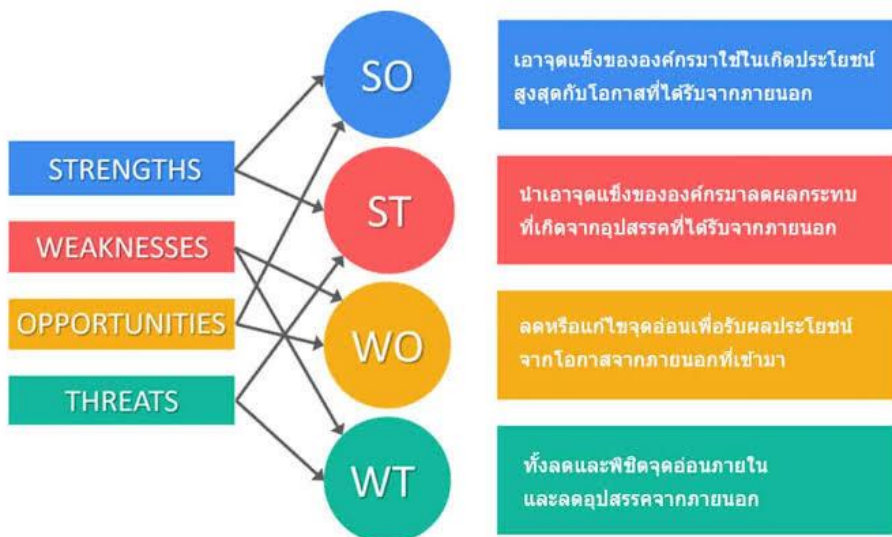 STRENGTHS
WEAKNESSES
OPPORTUNITIES
THREATS
SO
เอาจุดแข็งขององค์กรมาใช้ในเกิดประโยชน์
สูงสุดกับโอกาสที่ได้รับจากภายนอก
ST
นำเอาจุดแข็งขององค์กรมาลดผลกระทบ
ที่เกิดจากอุปสรรคที่ได้รับจากภายนอก
WO
ลดหรือแก้ไขจุดอ่อนเพื่อรับผลประโยชน์
จากโอกาสจากภายนอกที่เข้ามา
WT
ทั้งลดและพิชิตจุดอ่อนภายใน
และลดอุปสรรคจากภายนอก